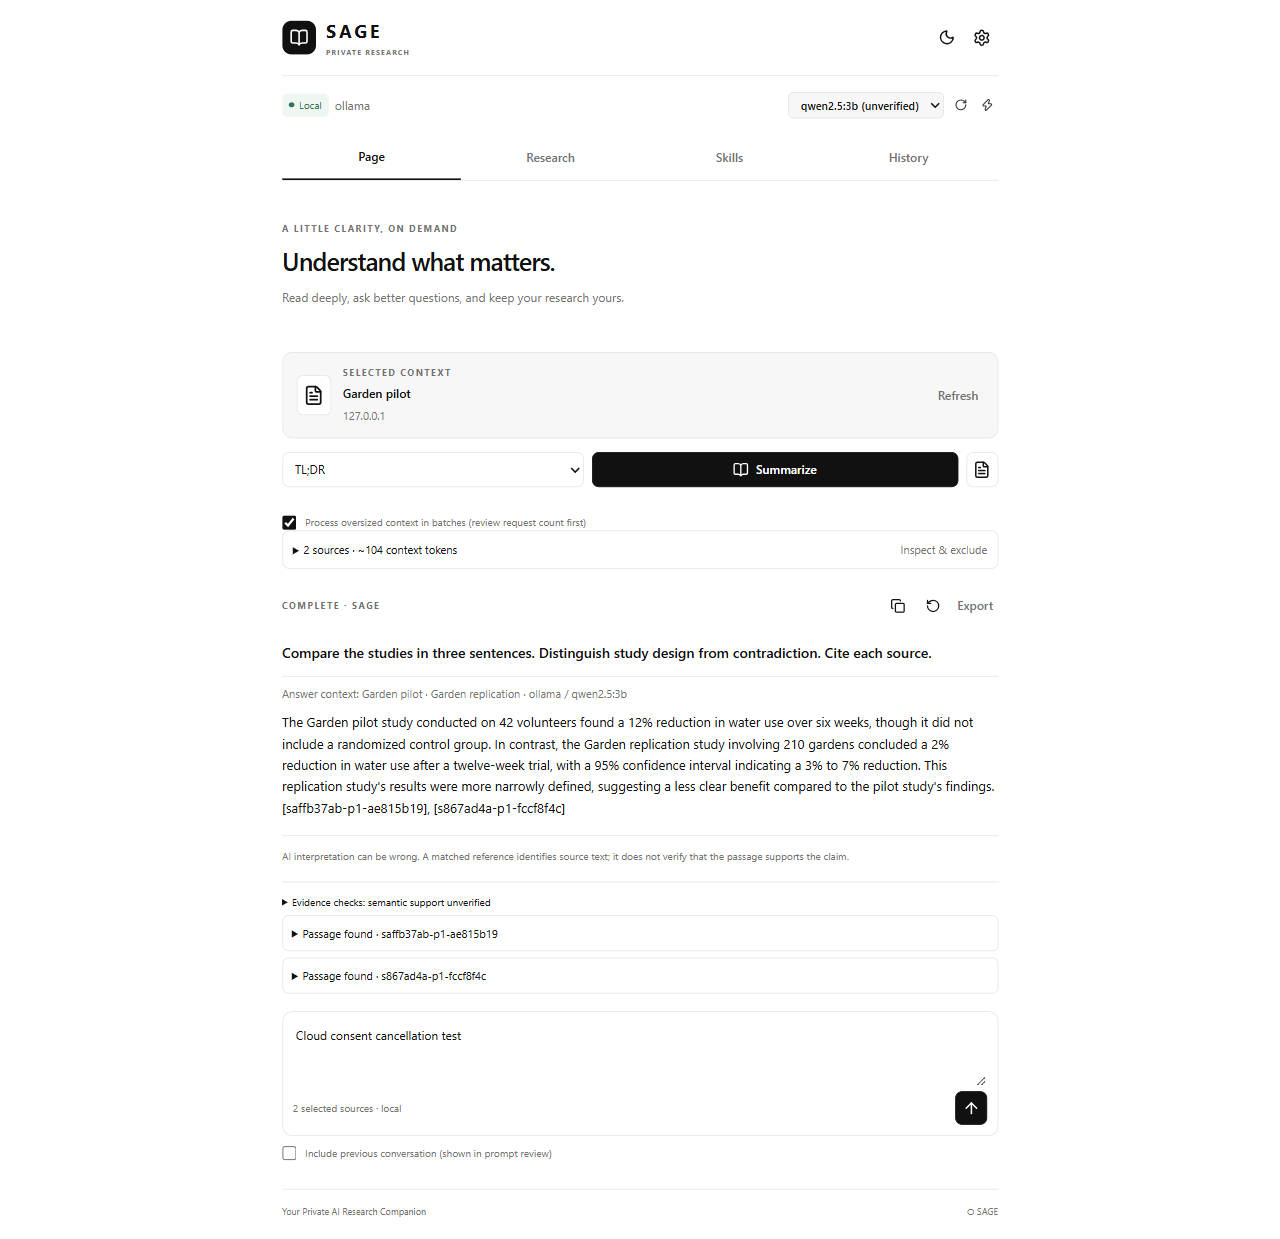 SAGE
PRIVATE RESEARCH
Local
ollama
qwen2.5:3b (unverified)
Page
Research
Skills
History
A LITTLE CLARITY, ON DEMAND
Understand what matters.
Read deeply, ask better questions, and keep your research yours.
SELECTED CONTEXT
Garden pilot
127.0.0.1
Refresh
TL;DR
Summarize
Process oversized context in batches (review request count first)
2 sources · ~104 context tokens
Inspect & exclude
COMPLETE · SAGE
Export
Compare the studies in three sentences. Distinguish study design from contradiction. Cite each source.
Answer context: Garden pilot · Garden replication · ollama / qwen2.5:3b
The Garden pilot study conducted on 42 volunteers found a 12% reduction in water use over six weeks, though it did not
include a randomized control group. In contrast, the Garden replication study involving 210 gardens concluded a 2%
reduction in water use after a twelve-week trial, with a 95% confidence interval indicating a 3% to 7% reduction. This
replication study's results were more narrowly defined, suggesting a less clear benefit compared to the pilot study's findings.
[saffb37ab-p1-ae815b19], [s867ad4a-p1-fccf8f4c]
AI interpretation can be wrong. A matched reference identifies source text; it does not verify that the passage supports the claim.
Evidence checks: semantic support unverified
Passage found · saffb37ab-p1-ae815b19
Passage found · s867ad4a-p1-fccf8f4c
Cloud consent cancellation test
2 selected sources · local
Include previous conversation (shown in prompt review)
Your Private AI Research Companion
SAGE